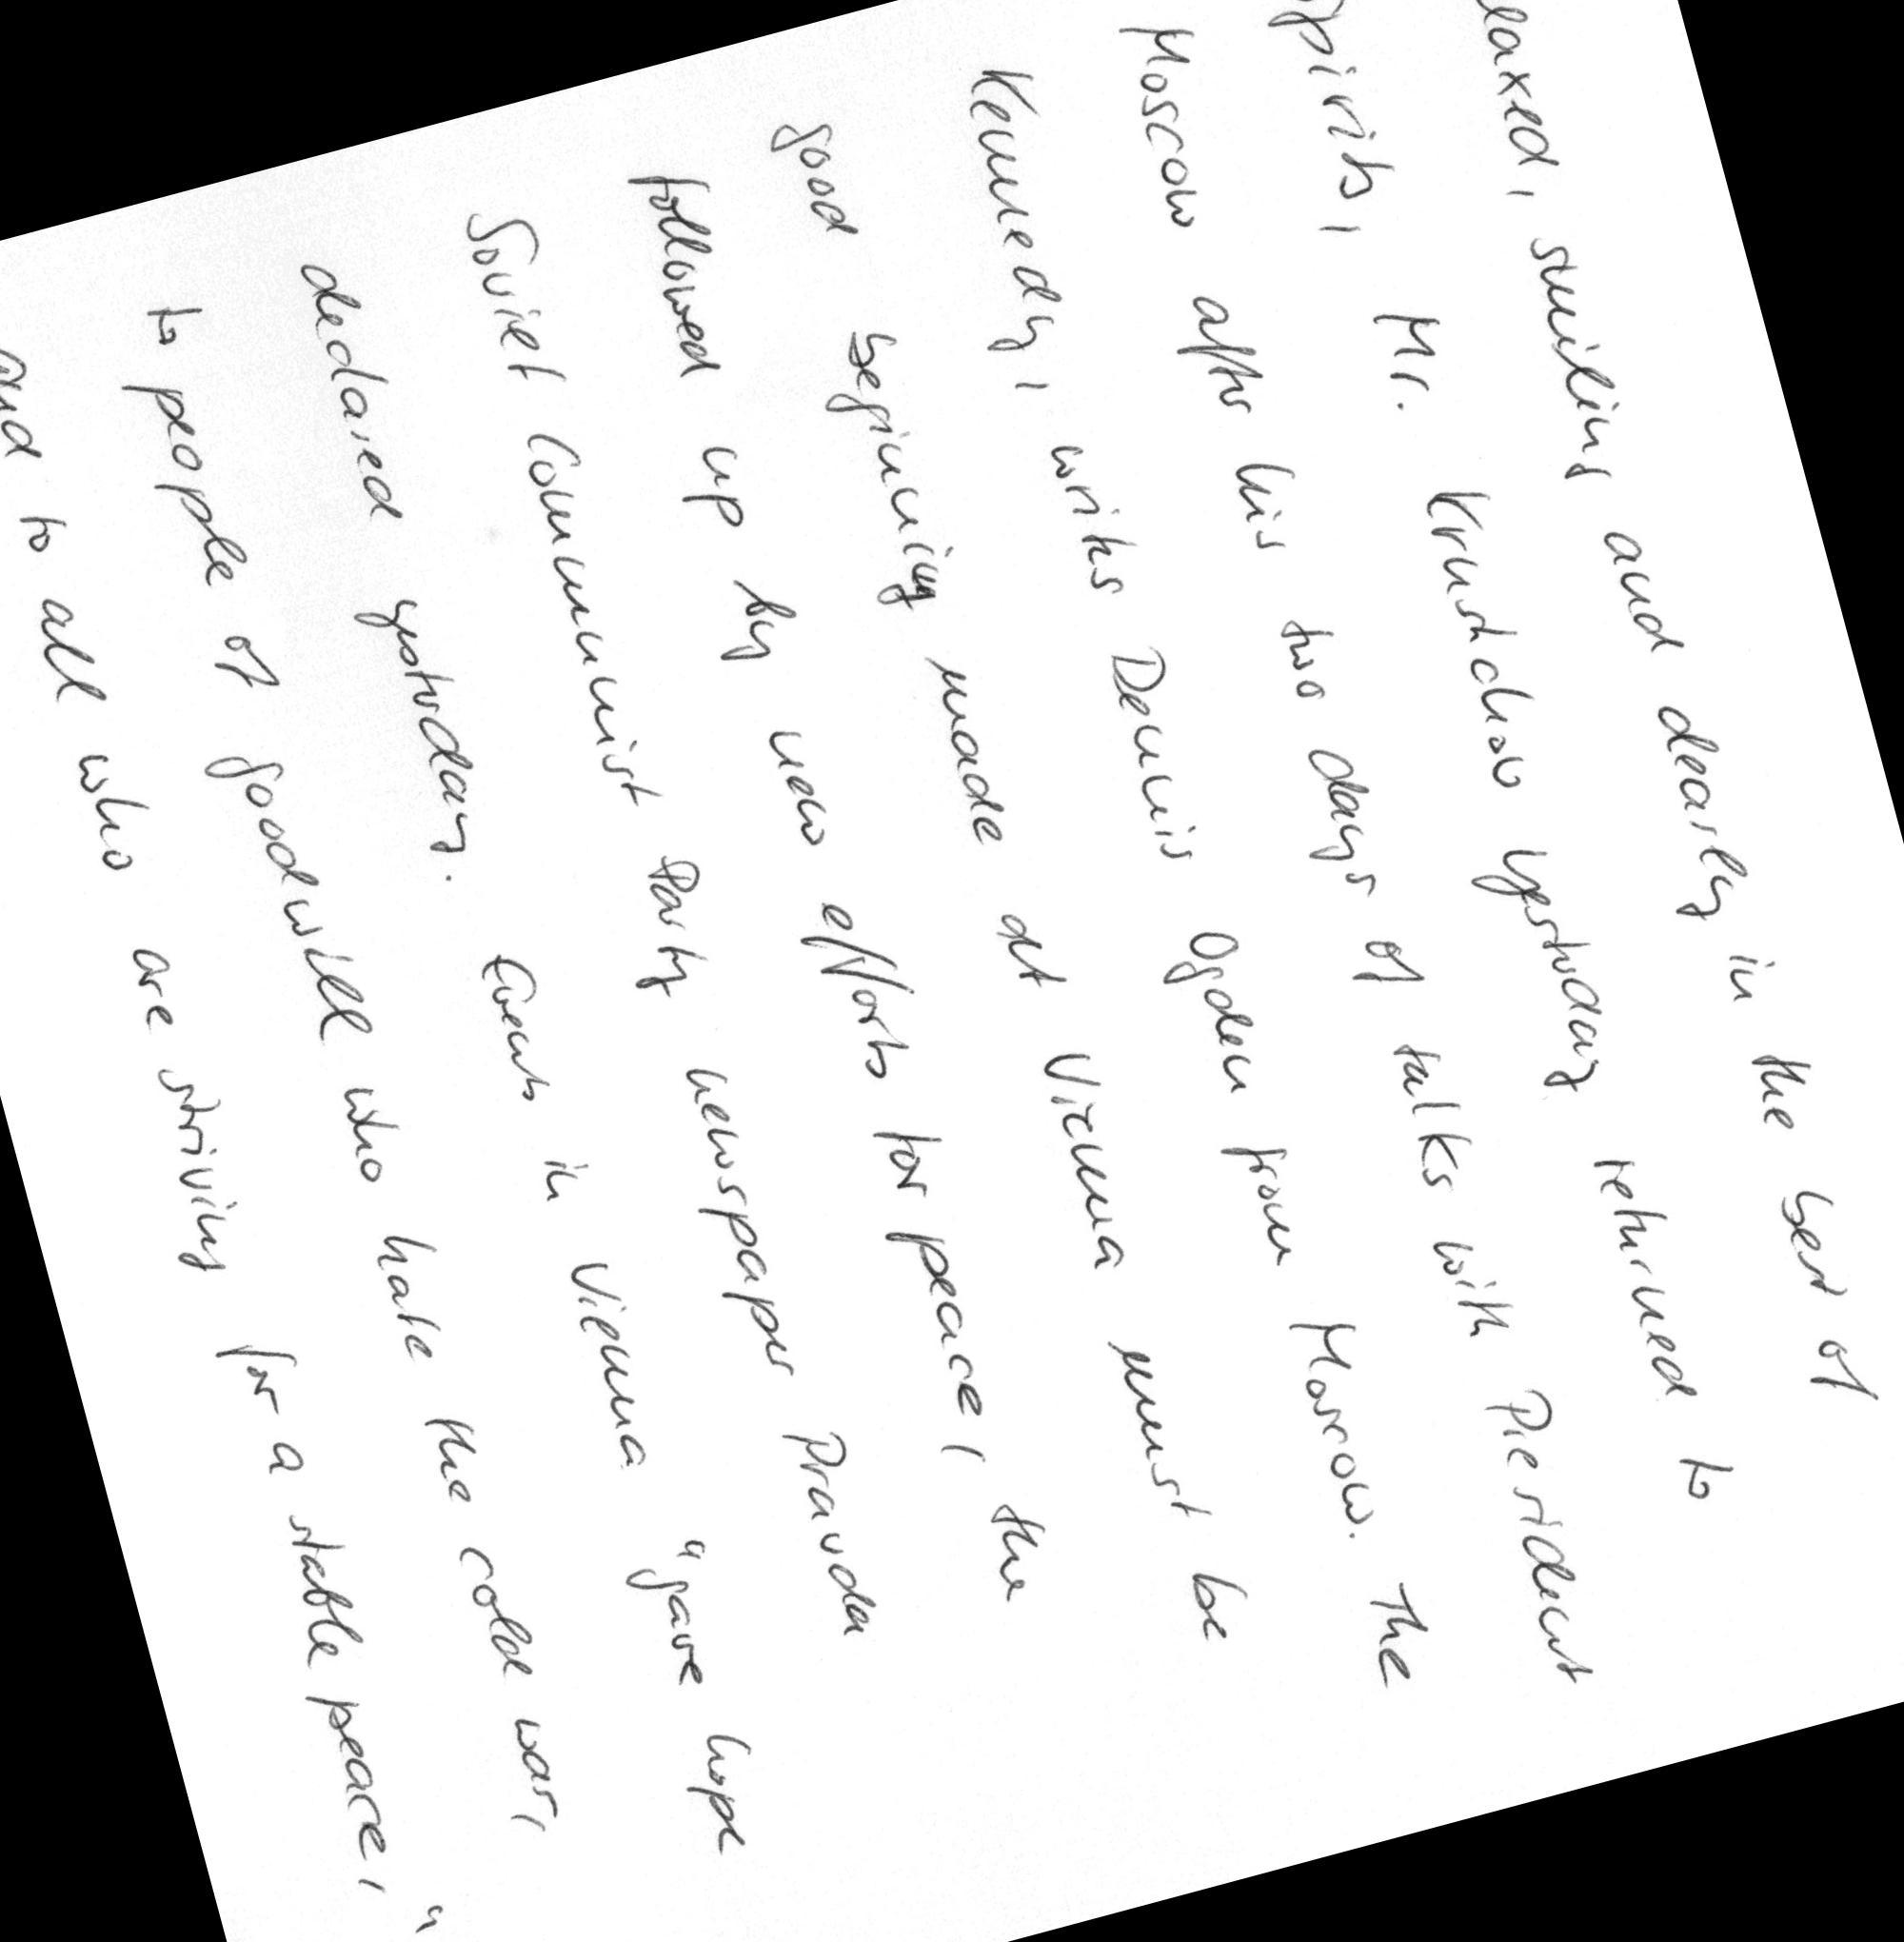 laxed, smiling and clearly in the best of
spirits, Mr. Krushchov yesterday returned to
Moscow after his two days of talks with President
Kennedy, writes Dennis Ogden from Moscow. The
good beginning made at Vienna must be
followed up by new efforts for peace, the
Soviet Communist Party newspaper Pravda
declared yesterday. Events in Vienna "gave hope
to people of goodwill who hate the cold war,
and to all who are striving for a stable peace,"